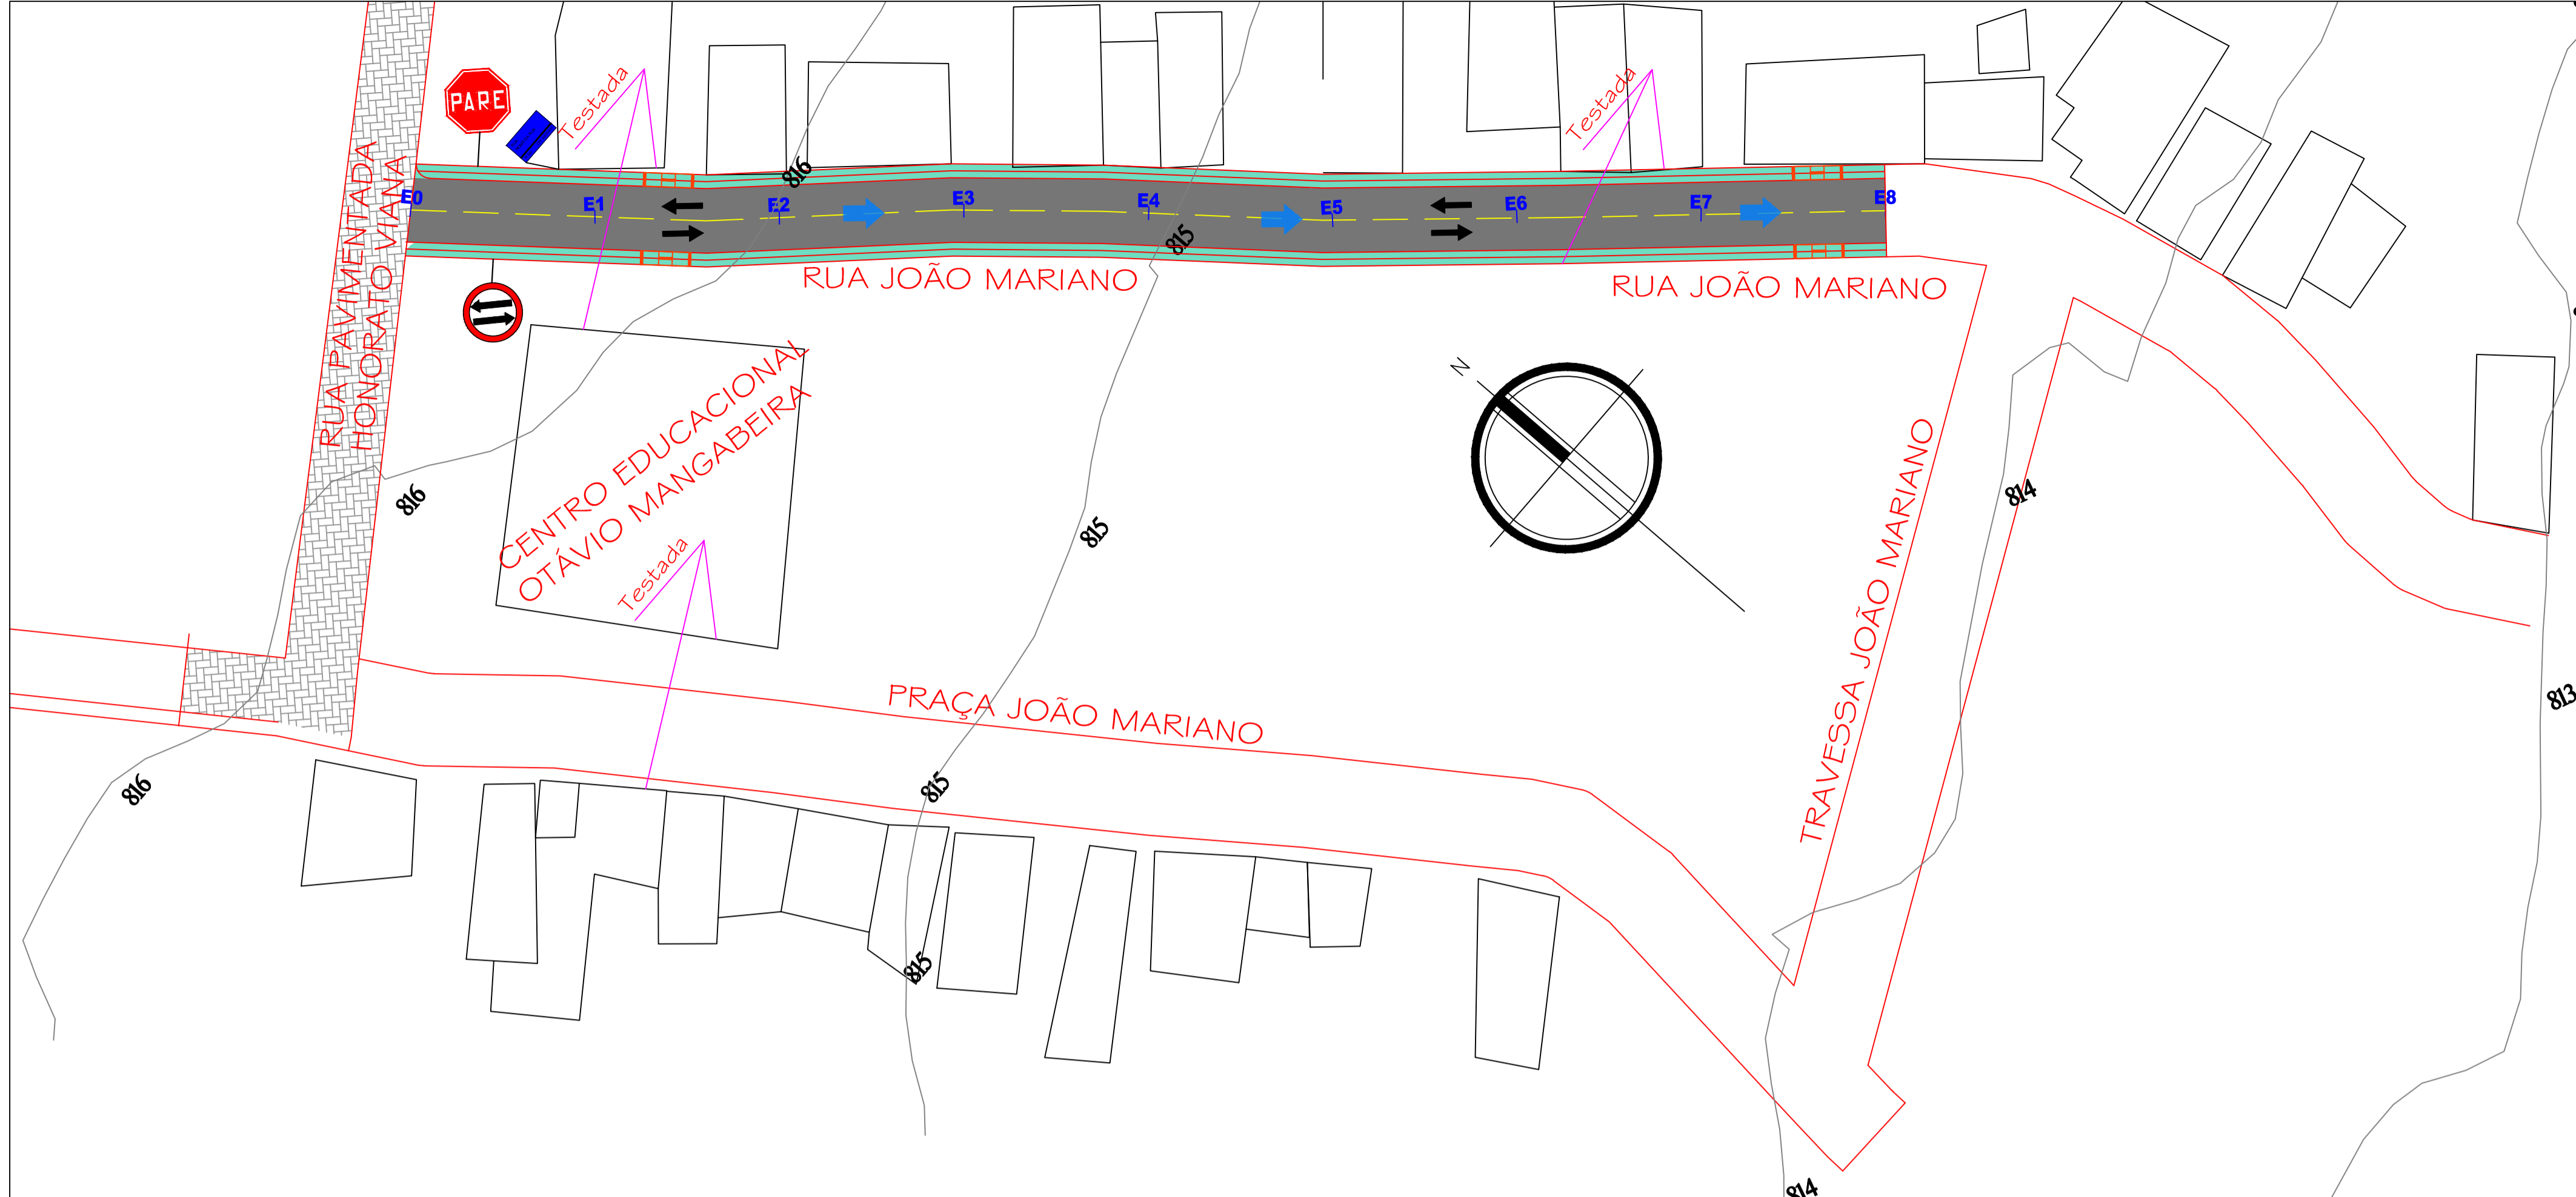 PARE
Testada
Testada
816
E0
E1
E2
E3
E4
E5
E6
E7
E8
815
RUA JOÃO MARIANO
RUA JOÃO MARIANO
RUA PAVIMENTADA
HONORATO VIANA
N
CENTRO EDUCACIONAL
OTÁVIO MANGABEIRA
816
815
814
Testada
TRAVESSA JOÃO MARIANO
PRAÇA JOÃO MARIANO
813
816
815
815
814